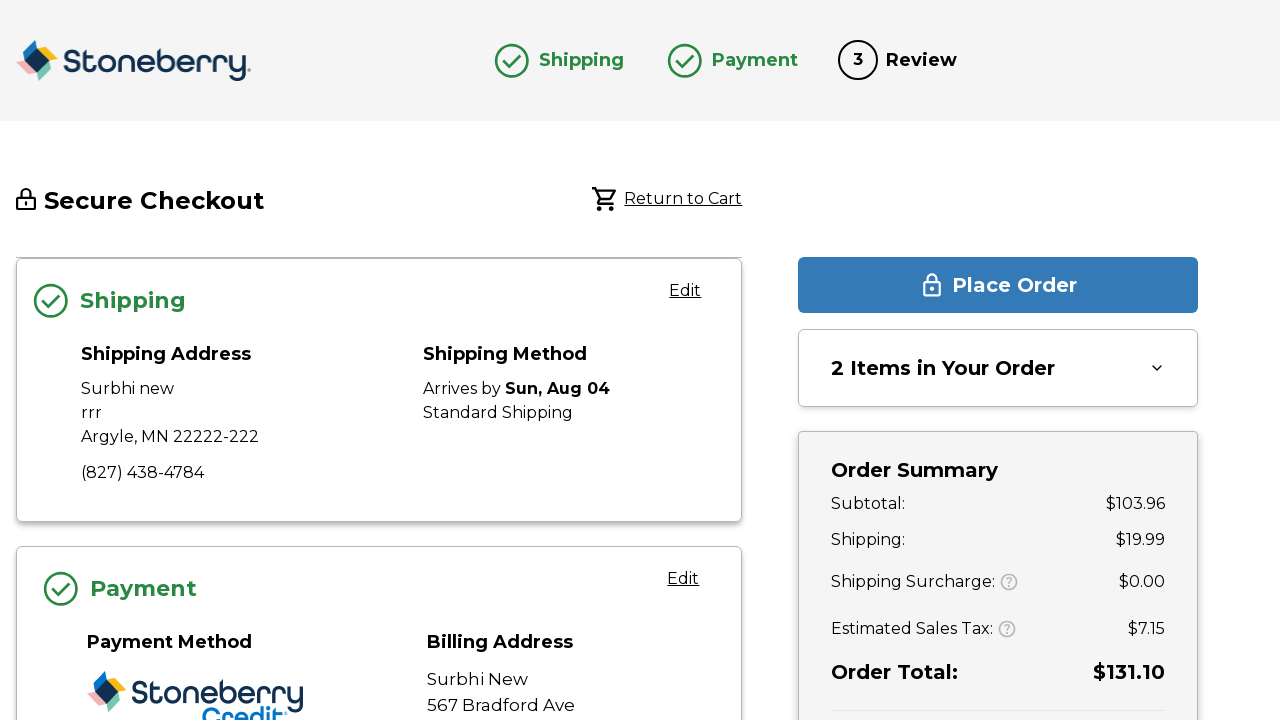 Stoneberry.
Shipping
Payment
3 Review
Secure Checkout
Return to Cart
Shipping
Edit
Shipping Address
Surbhi new
rrr
Argyle, MN 22222-222
(827) 438-4784
Shipping Method
Arrives by Sun, Aug 04
Standard Shipping
Payment
Edit
Payment Method
Stoneberry
Credit
Billing Address
Surbhi New
567 Bradford Ave
Place Order
2 Items in Your Order
Order Summary
Subtotal: $103.96
Shipping: $19.99
Shipping Surcharge: ? $0.00
Estimated Sales Tax: ? $7.15
Order Total: $131.10